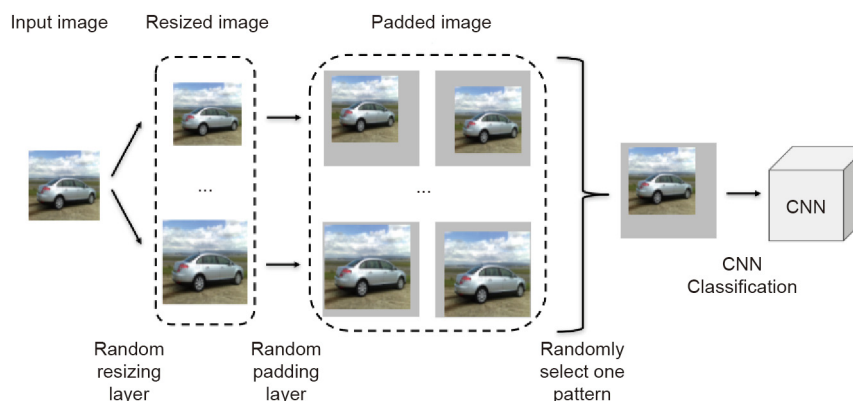 Input image
Resized image
Padded image
...
...
CNN
CNN
Classification
Random
resizing
layer
Random
padding
layer
Randomly
select one
pattern